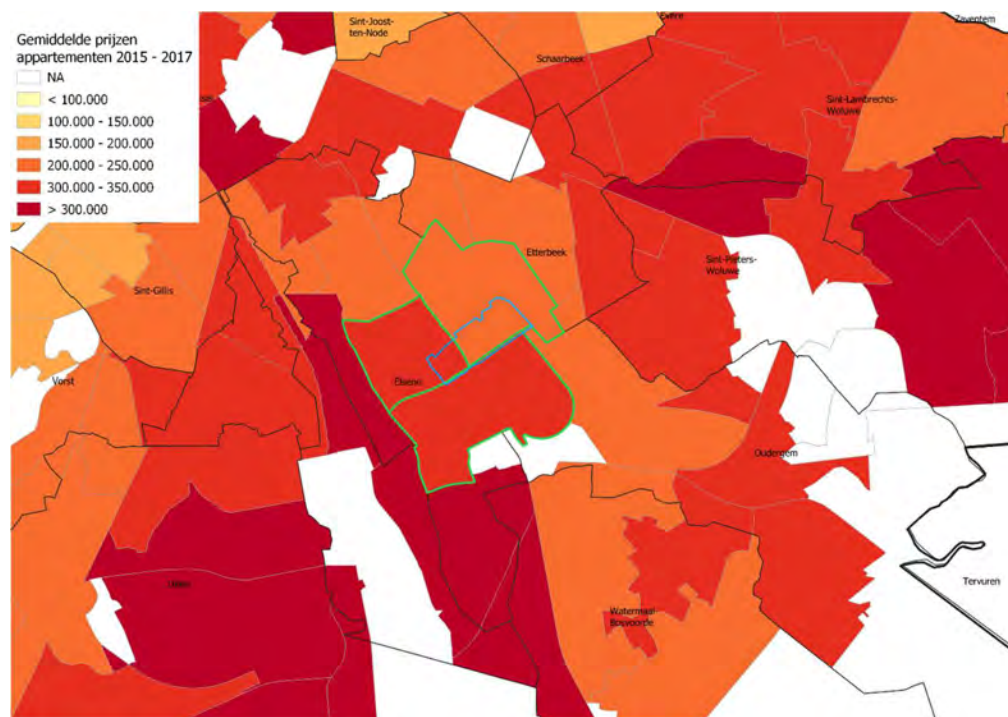 Gemiddelde prijzen
appartementen 2015 - 2017
NA
< 100.000
100.000 - 150.000
150.000 - 200.000
200.000 - 250.000
300.000 - 350.000
> 300.000
Sint-Joost-
ten-Node
Evere
Zaventem
Schaarbeek
Sint-Lambrechts-
Woluwe
Etterbeek
Sint-Pieters-
Woluwe
Sint-Gillis
Vorst
Elsene
Oudergem
Ukkel
Tervuren
Watermaal-
Bosvoorde